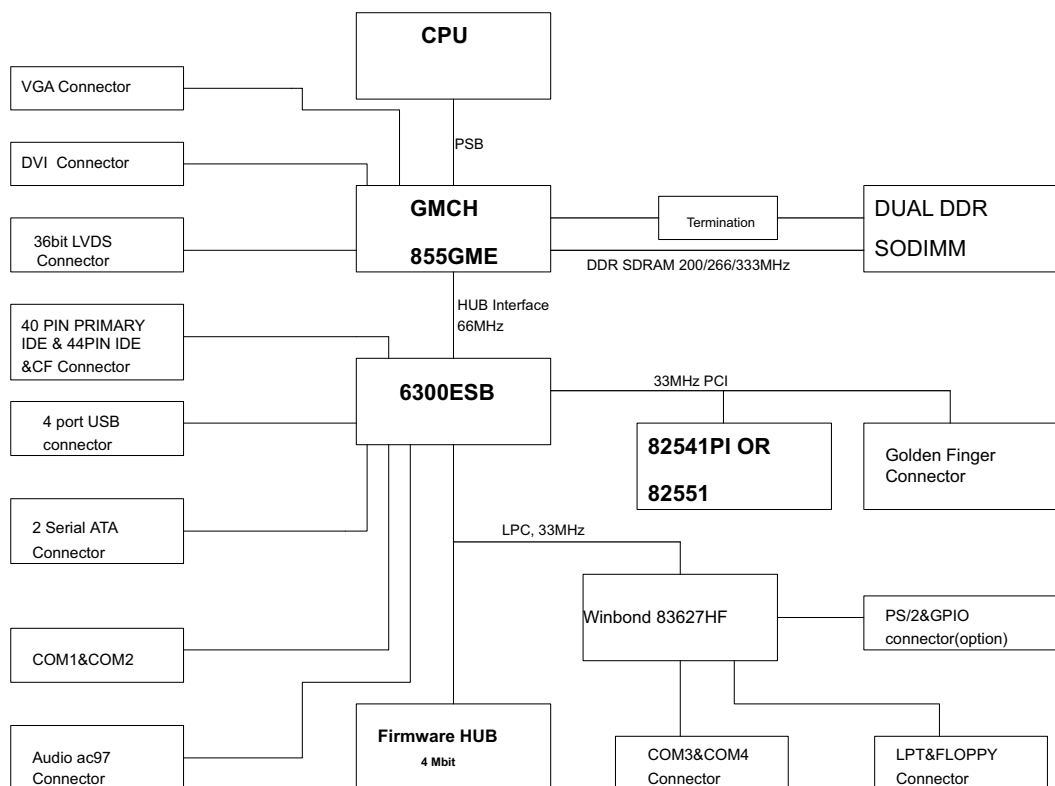 CPU
VGA Connector
PSB
DVI Connector
GMCH
855GME
Termination
DUAL DDR
SODIMM
36bit LVDS
Connector
DDR SDRAM 200/266/333MHz
HUB Interface
66MHz
40 PIN PRIMARY
IDE & 44PIN IDE
&CF Connector
6300ESB
33MHz PCI
4 port USB
connector
82541PI OR
82551
Golden Finger
Connector
2 Serial ATA
Connector
LPC, 33MHz
Winbond 83627HF
PS/2&GPIO
connector(option)
COM1&COM2
Firmware HUB
4 Mbit
Audio ac97
Connector
COM3&COM4
Connector
LPT&FLOPPY
Connector